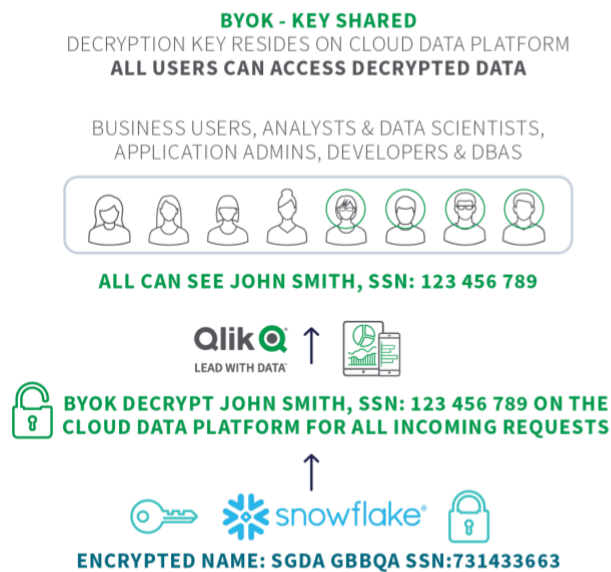 BYOK - KEY SHARED
DECRYPTION KEY RESIDES ON CLOUD DATA PLATFORM
ALL USERS CAN ACCESS DECRYPTED DATA
BUSINESS USERS, ANALYSTS & DATA SCIENTISTS,
APPLICATION ADMINS, DEVELOPERS & DBAS
ALL CAN SEE JOHN SMITH, SSN: 123 456 789
Qlik
LEAD WITH DATA
BYOK DECRYPT JOHN SMITH, SSN: 123 456 789 ON THE
CLOUD DATA PLATFORM FOR ALL INCOMING REQUESTS
snowflake®
ENCRYPTED NAME: SGDA GBBQA SSN:731433663